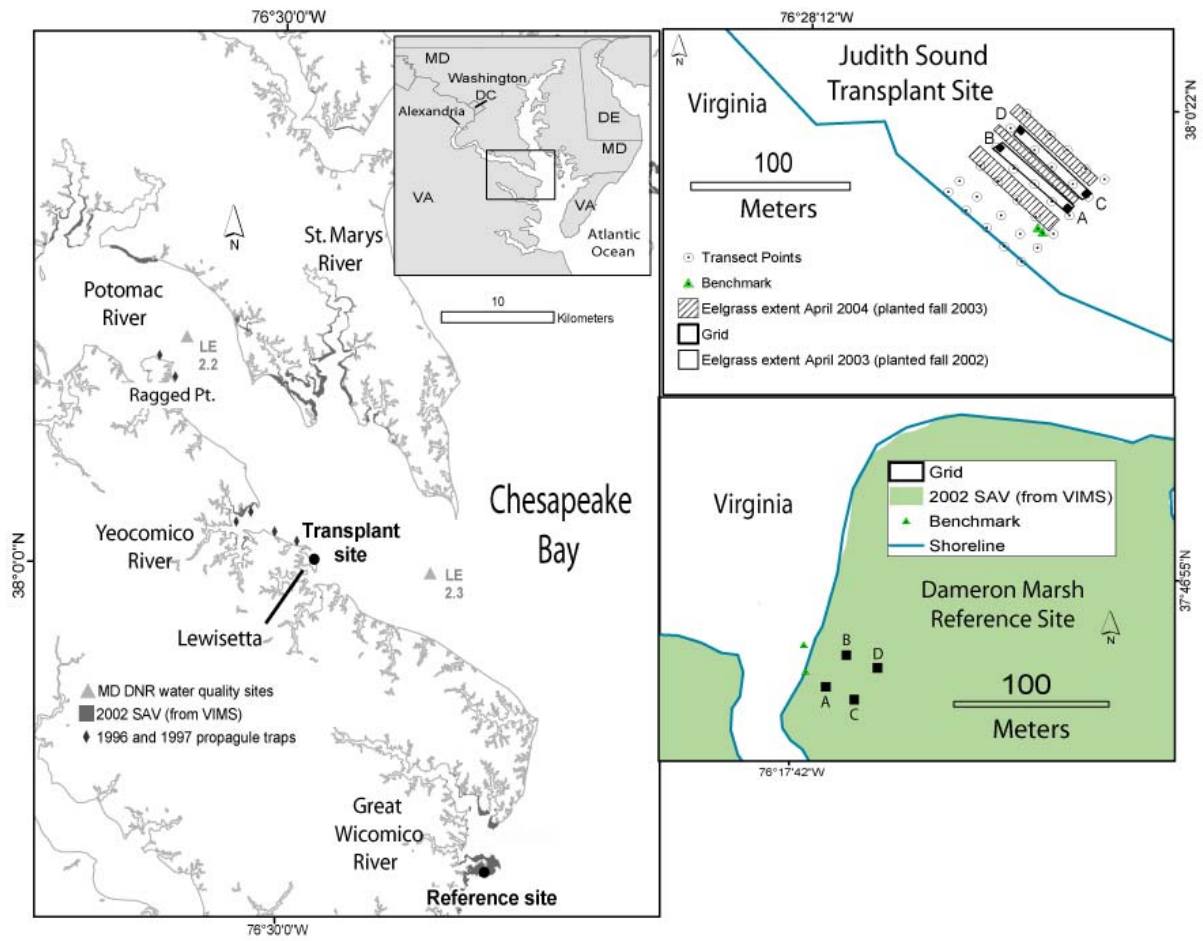 76°30'0"W
MD
Washington
DC
Alexandria
DE
MD
VA
VA
Atlantic
Ocean
N
St. Marys
River
10
Kilometers
Potomac
River
LE
2.2
Ragged Pt.
Chesapeake
Bay
Yeocomico
River
Transplant
site
38°0'0"N
LE
2.3
Lewisetta
MD DNR water quality sites
2002 SAV (from VIMS)
1996 and 1997 propagule traps
Great
Wicomico
River
Reference site
76°30'0"W
76°28'12"W
N
Judith Sound
Transplant Site
Virginia
38°0'22"N
D
B
C
A
100
Meters
Transect Points
Benchmark
Eelgrass extent April 2004 (planted fall 2003)
Grid
Eelgrass extent April 2003 (planted fall 2002)
Grid
2002 SAV (from VIMS)
Benchmark
Shoreline
Virginia
37°46'55"N
Dameron Marsh
Reference Site
N
B
D
A
C
100
Meters
76°17'42"W